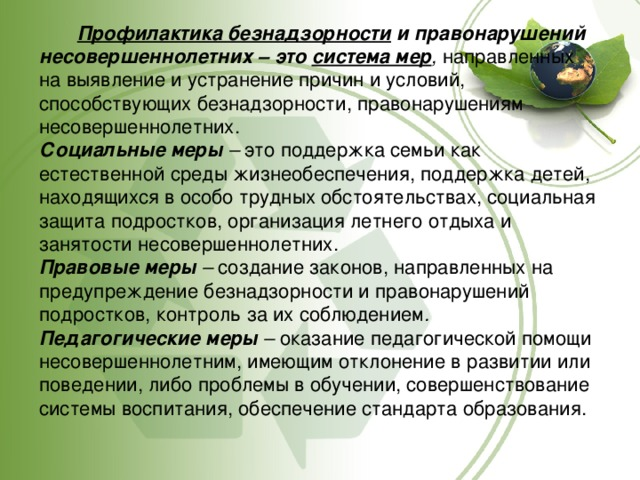 Профилактика безнадзорности и правонарушений
несовершеннолетних – это система мер, направленных
на выявление и устранение причин и условий,
способствующих безнадзорности, правонарушениям
несовершеннолетних.
Социальные меры – это поддержка семьи как
естественной среды жизнеобеспечения, поддержка детей,
находящихся в особо трудных обстоятельствах, социальная
защита подростков, организация летнего отдыха и
занятости несовершеннолетних.
Правовые меры – создание законов, направленных на
предупреждение безнадзорности и правонарушений
подростков, контроль за их соблюдением.
Педагогические меры – оказание педагогической помощи
несовершеннолетним, имеющим отклонение в развитии или
поведении, либо проблемы в обучении, совершенствование
системы воспитания, обеспечение стандарта образования.